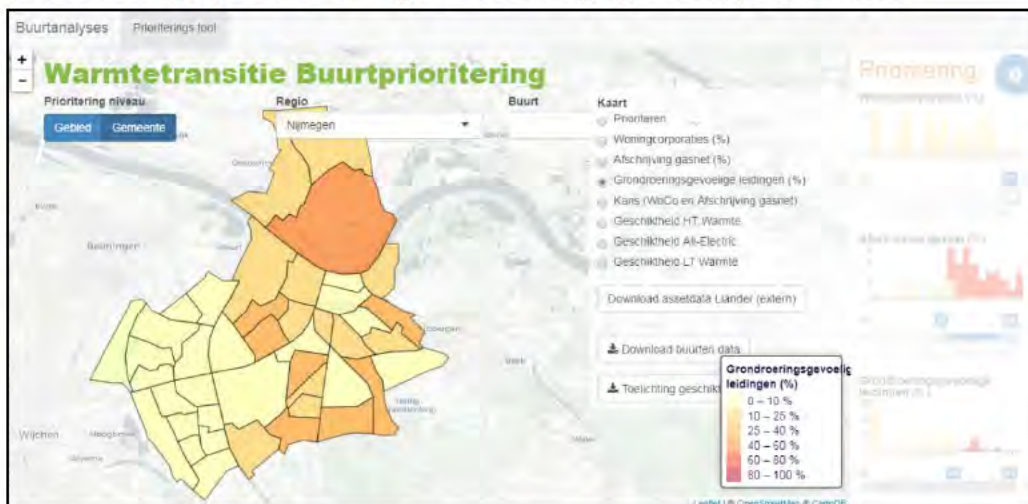 Buurtanalyses Prioriterings tool
+
−
Warmtetransitie Buurtprioritering
Prioritering niveau
Gebied Gemeente
Regio
Nijmegen
Buurt
Kaart
Prioriteren
Woningcorporaties (%)
Afschrijving gasnet (%)
Grondroeringsgevoelige leidingen (%)
Kans (WoCo en Afschrijving gasnet)
Geschiktheid HT Warmte
Geschiktheid All-Electric
Geschiktheid LT Warmte
Download assetdata Liander (extern)
Download buurten data
Toelichting geschikt
Grondroeringsgevoelig
leidingen (%)
0 – 10 %
10 – 25 %
25 – 40 %
40 – 60 %
60 – 80 %
80 – 100 %
Prioritering
Grondroeringsgevoelige
leidingen (%)
Beuningen
Wijchen
Leaflet | © OpenStreetMap © CartoDB